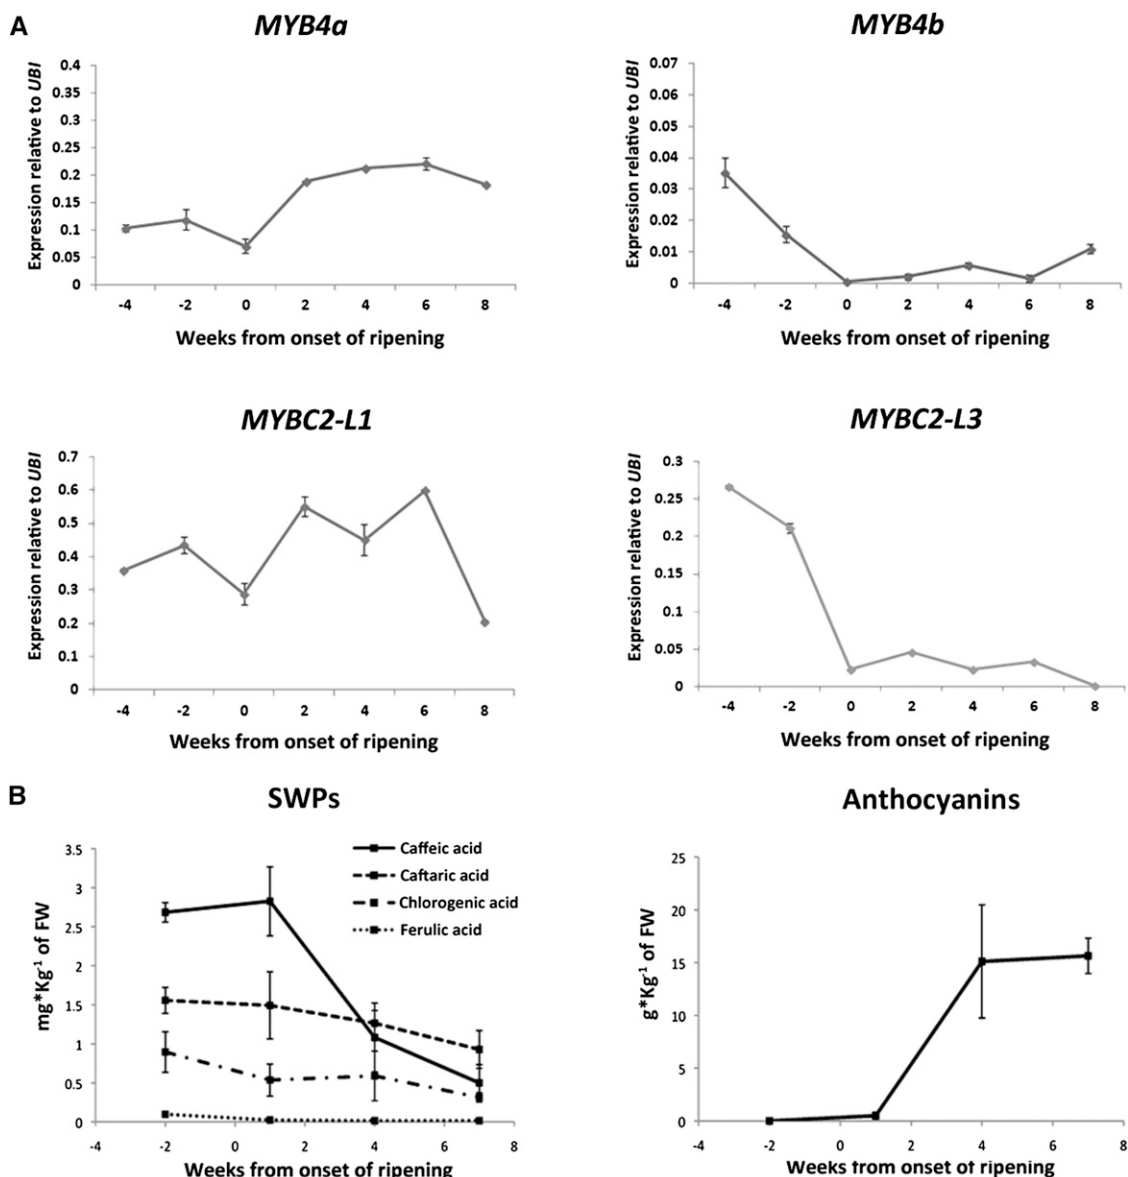 A
MYB4a
MYB4b
Expression relative to UBI
0.4
0.35
0.3
0.25
0.2
0.15
0.1
0.05
0
-4 -2 0 2 4 6 8
Weeks from onset of ripening
Expression relative to UBI
0.07
0.06
0.05
0.04
0.03
0.02
0.01
0
-4 -2 0 2 4 6 8
Weeks from onset of ripening
MYBC2-L1
MYBC2-L3
Expression relative to UBI
0.7
0.6
0.5
0.4
0.3
0.2
0.1
0
-4 -2 0 2 4 6 8
Weeks from onset of ripening
Expression relative to UBI
0.3
0.25
0.2
0.15
0.1
0.05
0
-4 -2 0 2 4 6 8
Weeks from onset of ripening
B
SWPs
Anthocyanins
mg*Kg-1 of FW
3.5
3
2.5
2
1.5
1
0.5
0
Caffeic acid
Caftaric acid
Chlorogenic acid
Ferulic acid
-4 -2 0 2 4 6 8
Weeks from onset of ripening
g*Kg-1 of FW
25
20
15
10
5
0
-4 -2 0 2 4 6 8
Weeks from onset of ripening